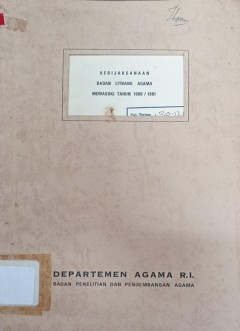 KEBIJAKSANAAN
BADAN LITBANG AGAMA
MEMASUKI TAHUN 1980 / 1981
DEPARTEMEN AGAMA R.I.
BADAN PENELITIAN DAN PENGEMBANGAN AGAMA